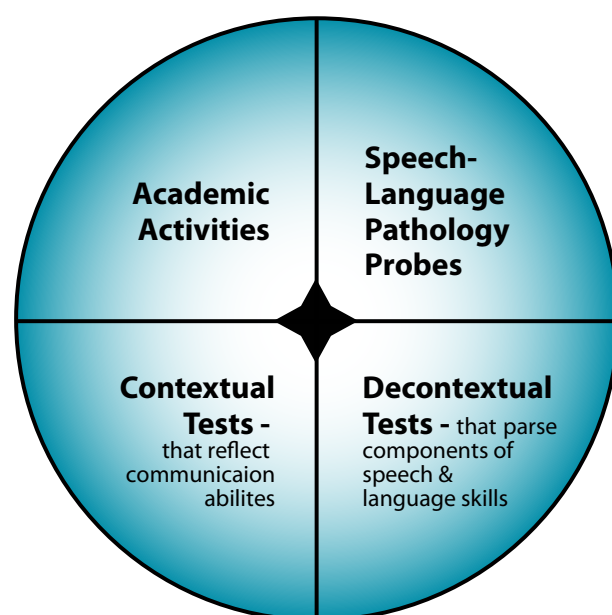 Academic
Activities
Speech-
Language
Pathology
Probes
Contextual
Tests -
that reflect
communicaion
abilites
Decontextual
Tests - that parse
components of
speech &
language skills